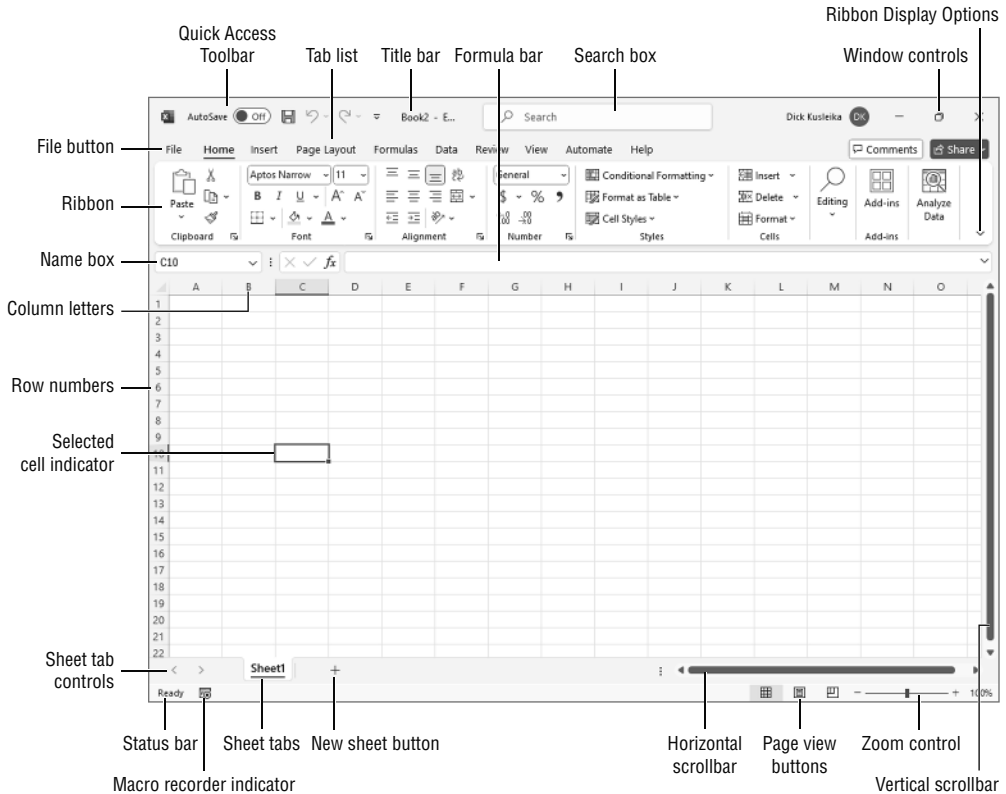 Ribbon Display Options
Quick Access
Toolbar
Tab list
Title bar
Formula bar
Search box
Window controls
AutoSave Off
Book2 - E...
Search
Dick Kusleika DK
File button
File Home Insert Page Layout Formulas Data Review View Automate Help
Comments Share
Ribbon
Paste
Clipboard
Aptos Narrow 11
B I U A^ A˅
A
Font
Alignment
General
$ % 9
Number
Conditional Formatting
Format as Table
Cell Styles
Styles
Insert
Delete
Format
Cells
Editing
Add-ins
Add-ins
Analyze
Data
Name box
C10
fx
Column letters
A B C D E F G H I J K L M N O
1
2
3
4
5
Row numbers
6
7
8
9
Selected
cell indicator
10
11
12
13
14
15
16
17
18
19
20
21
22
Sheet tab
controls
Sheet1 +
Ready
- + 100%
Status bar
Sheet tabs
New sheet button
Macro recorder indicator
Horizontal
scrollbar
Page view
buttons
Zoom control
Vertical scrollbar